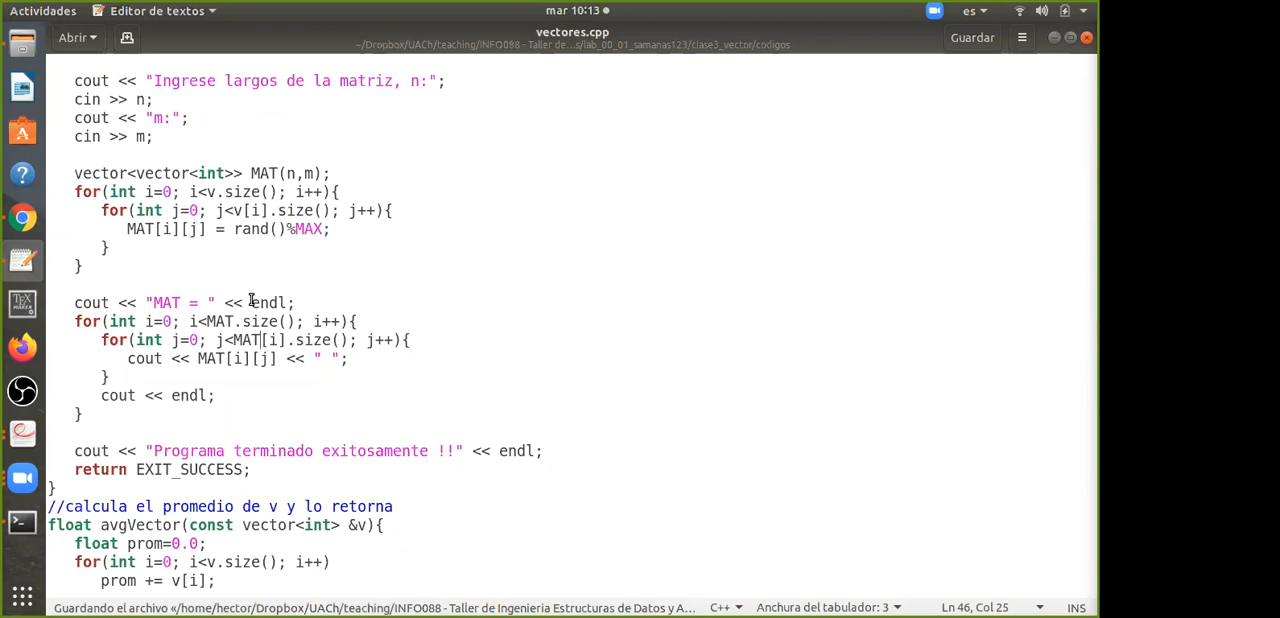 Actividades Editor de textos mar 10:13 es
Abrir vectores.cpp Guardar
~/Dropbox/UACh/teaching/INFO088 - Taller de...s/lab_00_01_samanas123/clase3_vector/codigos
cout << "Ingrese largos de la matriz, n:";
cin >> n;
cout << "m:";
cin >> m;
vector<vector<int>> MAT(n,m);
for(int i=0; i<v.size(); i++){
for(int j=0; j<v[i].size(); j++){
MAT[i][j] = rand()%MAX;
}
}
cout << "MAT = " << endl;
for(int i=0; i<MAT.size(); i++){
for(int j=0; j<MAT[i].size(); j++){
cout << MAT[i][j] << " ";
}
cout << endl;
}
cout << "Programa terminado exitosamente !!" << endl;
return EXIT_SUCCESS;
}
//calcula el promedio de v y lo retorna
float avgVector(const vector<int> &v){
float prom=0.0;
for(int i=0; i<v.size(); i++)
prom += v[i];
Guardando el archivo «/home/hector/Dropbox/UACh/teaching/INFO088 - Taller de Ingenieria Estructuras de Datos y A... C++ Anchura del tabulador: 3 Ln 46, Col 25 INS